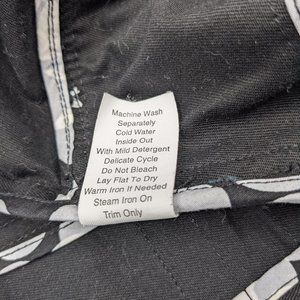 Machine Wash
Separately
Cold Water
Inside Out
With Mild Detergent
Delicate Cycle
Do Not Bleach
Lay Flat To Dry
Warm Iron If Needed
Steam Iron On
Trim Only